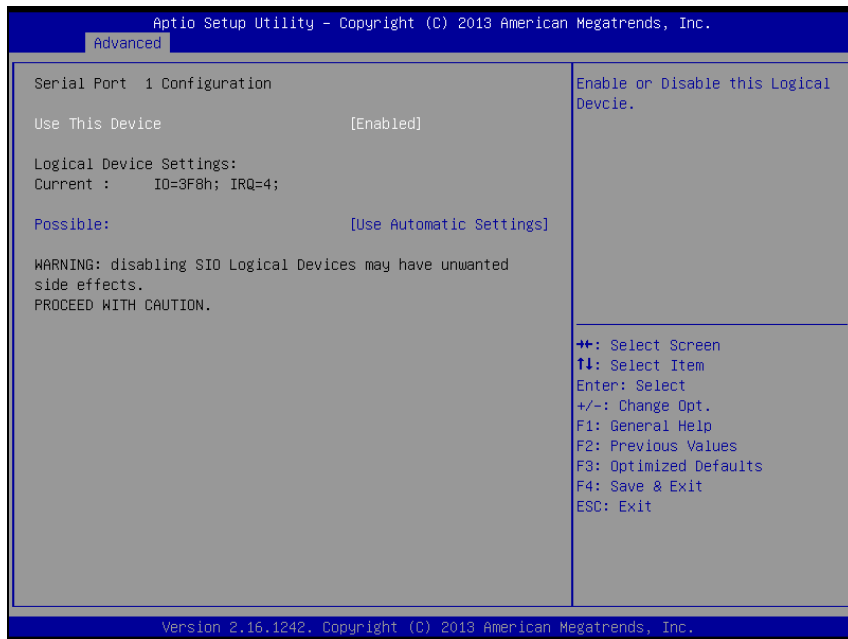 Aptio Setup Utility – Copyright (C) 2013 American Megatrends, Inc.
Advanced
Serial Port 1 Configuration
Use This Device [Enabled]
Logical Device Settings:
Current : IO=3F8h; IRQ=4;
Possible: [Use Automatic Settings]
WARNING: disabling SIO Logical Devices may have unwanted
side effects.
PROCEED WITH CAUTION.
Enable or Disable this Logical
Devcie.
→←: Select Screen
↑↓: Select Item
Enter: Select
+/-: Change Opt.
F1: General Help
F2: Previous Values
F3: Optimized Defaults
F4: Save & Exit
ESC: Exit
Version 2.16.1242. Copyright (C) 2013 American Megatrends, Inc.